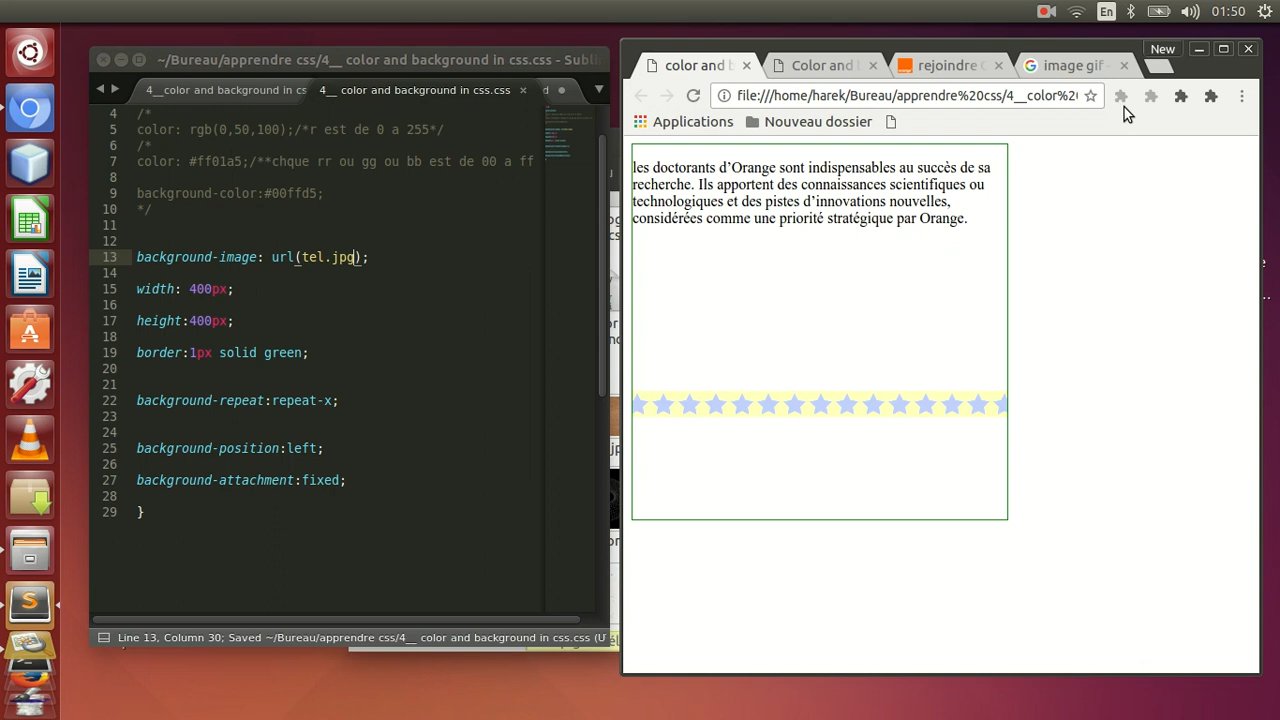 En
01:50
~/Bureau/apprendre css/4__ color and background in css.css - Subli
New
4__color and background in cs
4__ color and background in css.css
color and b
Color and b
rejoindre
image gif -
file:///home/harek/Bureau/apprendre%20css/4__color%2
Applications
Nouveau dossier
4 /*
5 color: rgb(0,50,100);/*r est de 0 a 255*/
6 /*
7 color: #ff01a5;/**chque rr ou gg ou bb est de 00 a ff
8
9 background-color:#00ffd5;
10 */
11
12
13 background-image: url(tel.jpg);
14
15 width: 400px;
16
17 height:400px;
18
19 border:1px solid green;
20
21
22 background-repeat:repeat-x;
23
24
25 background-position:left;
26
27 background-attachment:fixed;
28
29 }
Line 13, Column 30; Saved ~/Bureau/apprendre css/4__ color and background in css.css (U
les doctorants d’Orange sont indispensables au succès de sa
recherche. Ils apportent des connaissances scientifiques ou
technologiques et des pistes d’innovations nouvelles,
considérées comme une priorité stratégique par Orange.